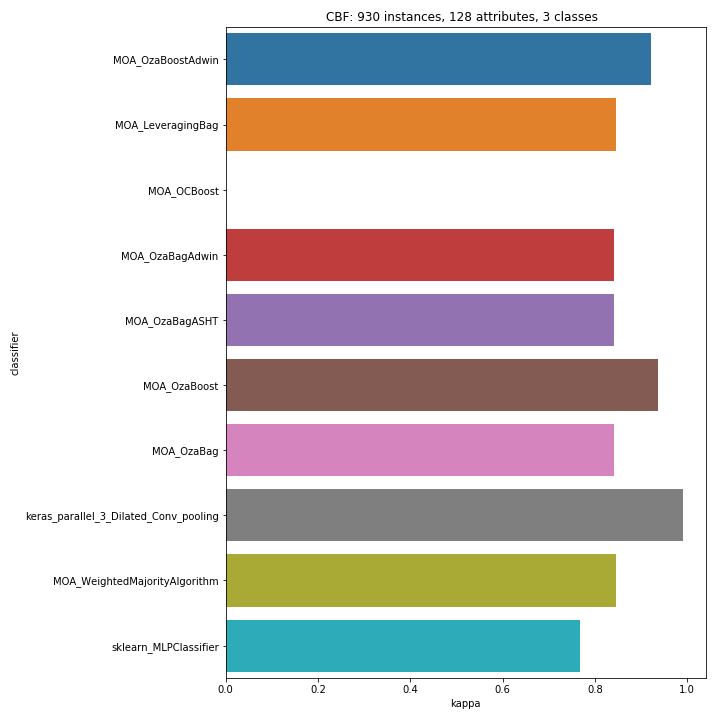 CBF: 930 instances, 128 attributes, 3 classes
MOA_OzaBoostAdwin
MOA_LeveragingBag
MOA_OCBoost
MOA_OzaBagAdwin
MOA_OzaBagASHT
classifier
MOA_OzaBoost
MOA_OzaBag
keras_parallel_3_Dilated_Conv_pooling
MOA_WeightedMajorityAlgorithm
sklearn_MLPClassifier
0.0 0.2 0.4 0.6 0.8 1.0
kappa